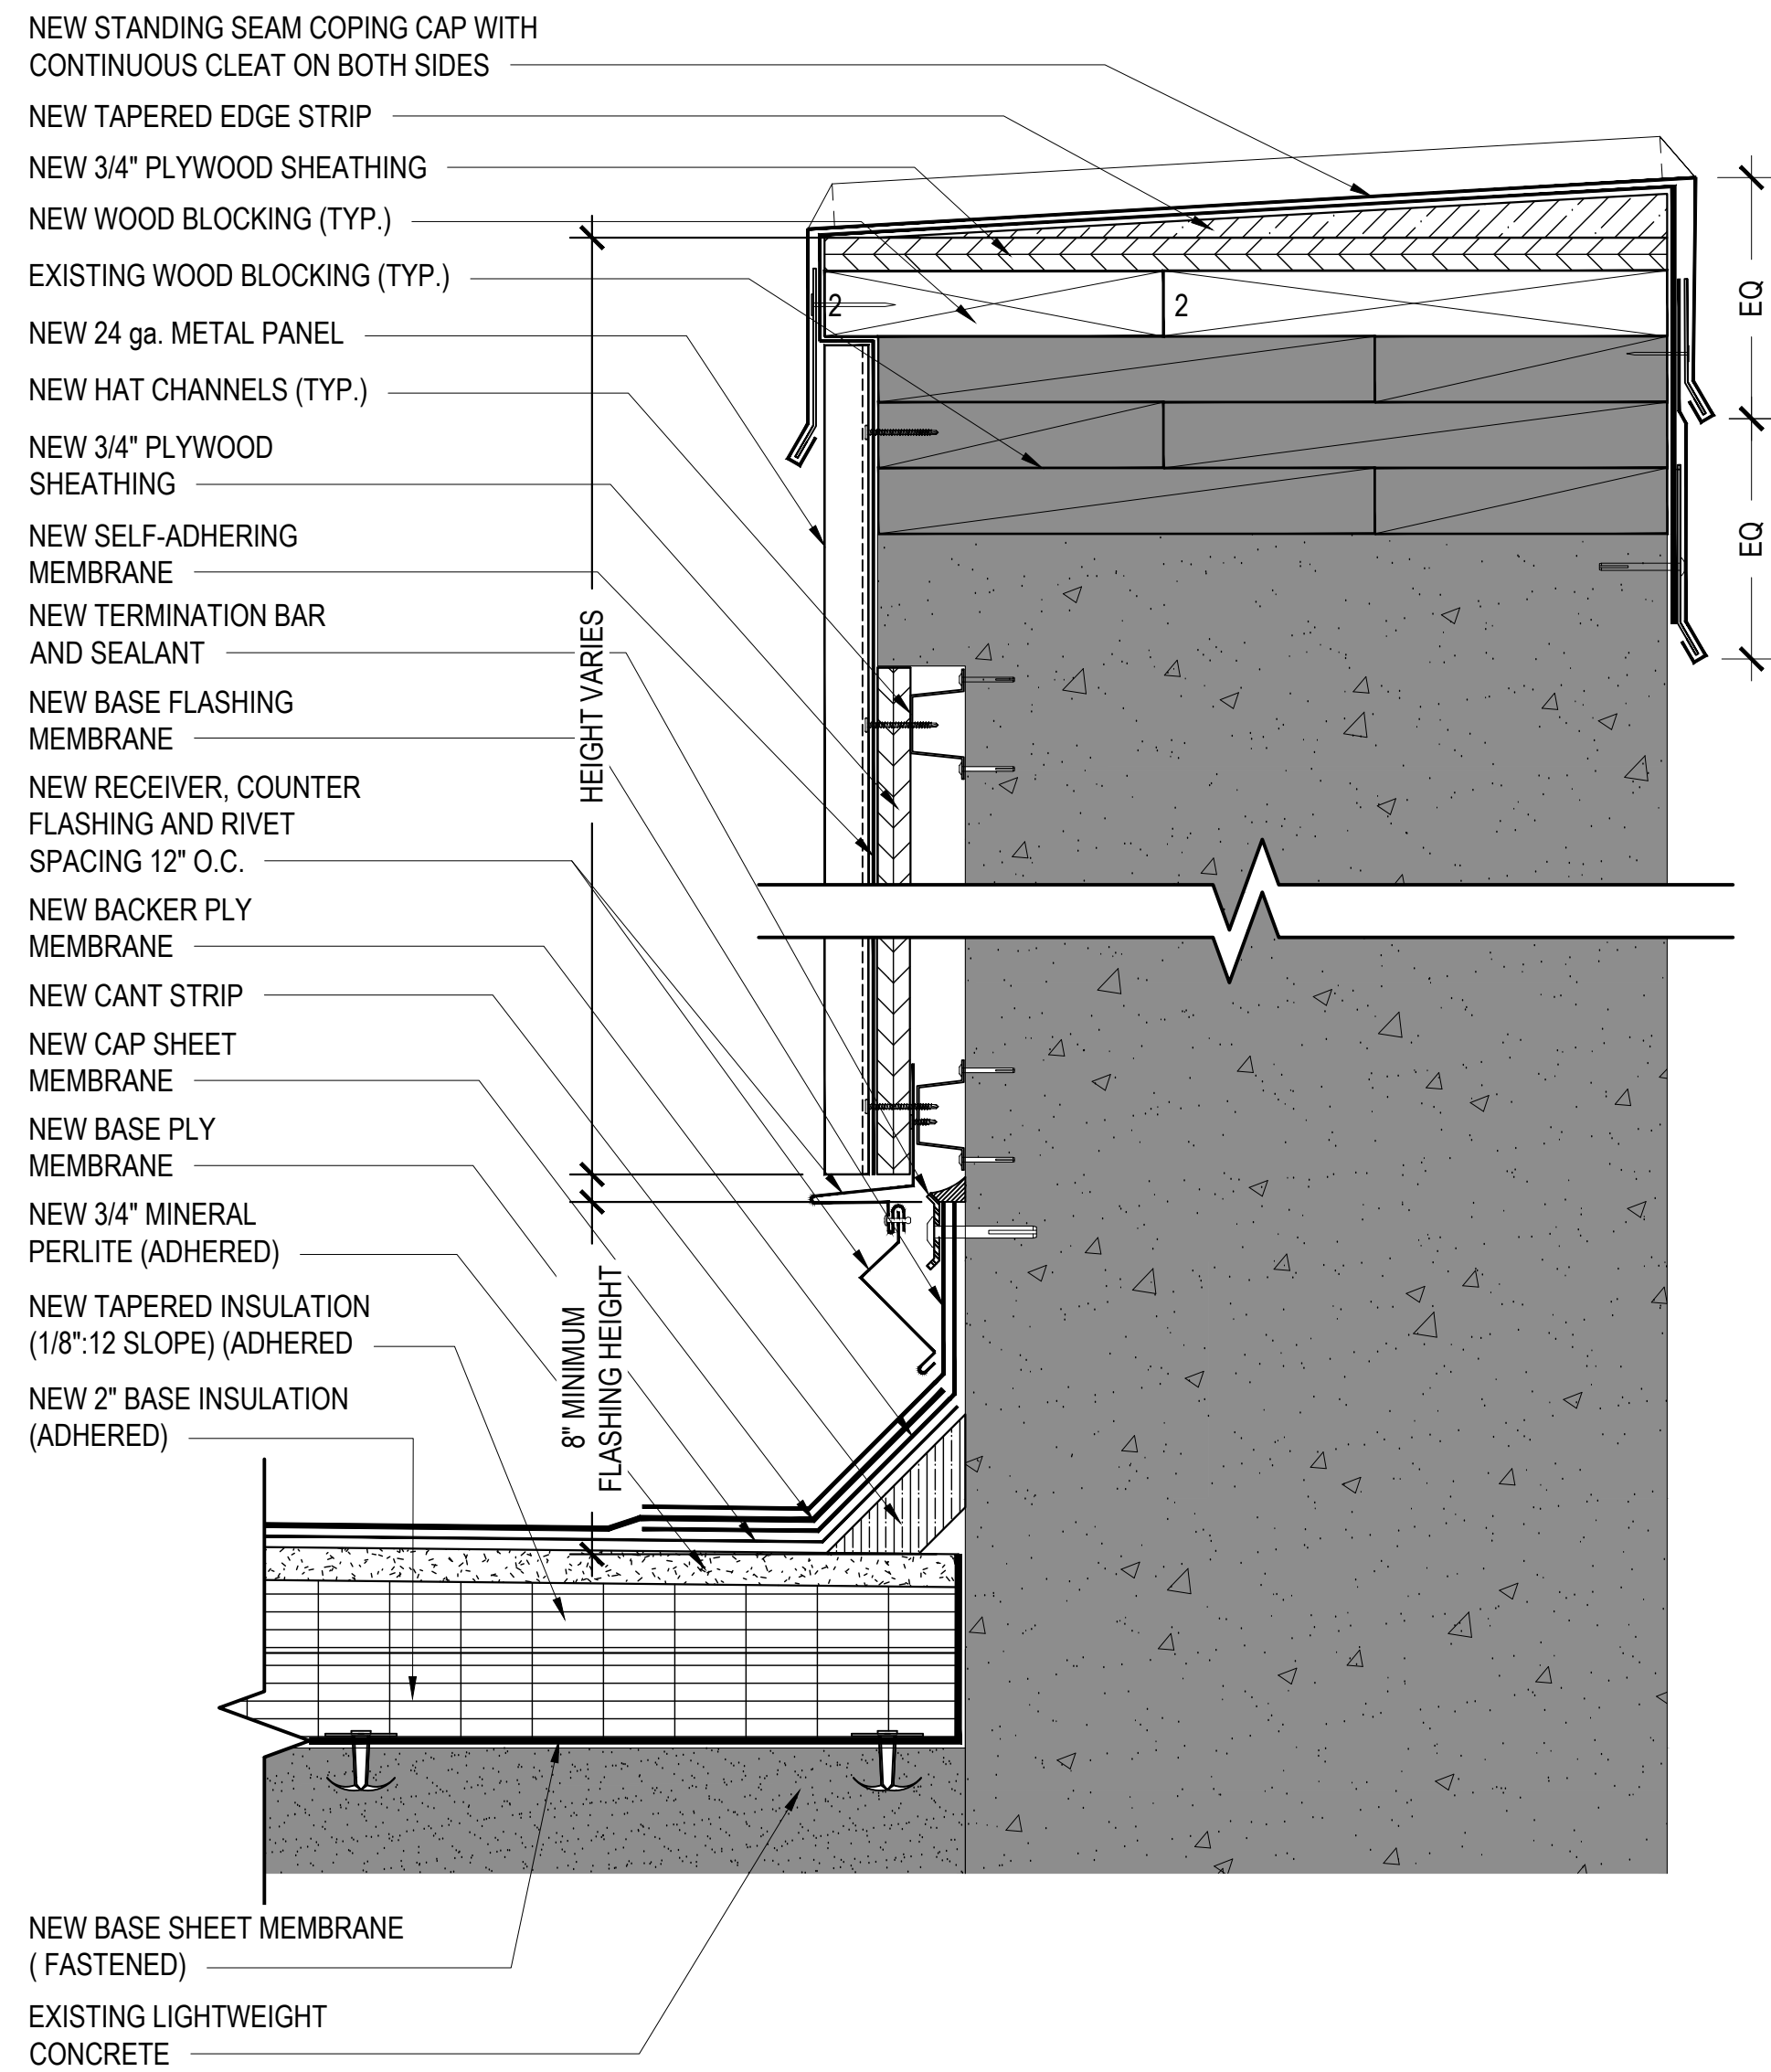 NEW STANDING SEAM COPING CAP WITH
CONTINUOUS CLEAT ON BOTH SIDES
NEW TAPERED EDGE STRIP
NEW 3/4" PLYWOOD SHEATHING
NEW WOOD BLOCKING (TYP.)
EXISTING WOOD BLOCKING (TYP.)
NEW 24 ga. METAL PANEL
NEW HAT CHANNELS (TYP.)
NEW 3/4" PLYWOOD
SHEATHING
NEW SELF-ADHERING
MEMBRANE
NEW TERMINATION BAR
AND SEALANT
NEW BASE FLASHING
MEMBRANE
NEW RECEIVER, COUNTER
FLASHING AND RIVET
SPACING 12" O.C.
NEW BACKER PLY
MEMBRANE
NEW CANT STRIP
NEW CAP SHEET
MEMBRANE
NEW BASE PLY
MEMBRANE
NEW 3/4" MINERAL
PERLITE (ADHERED)
NEW TAPERED INSULATION
(1/8":12 SLOPE) (ADHERED
NEW 2" BASE INSULATION
(ADHERED)
NEW BASE SHEET MEMBRANE
( FASTENED)
EXISTING LIGHTWEIGHT
CONCRETE
HEIGHT VARIES
8" MINIMUM
FLASHING HEIGHT
2
2
EQ
EQ